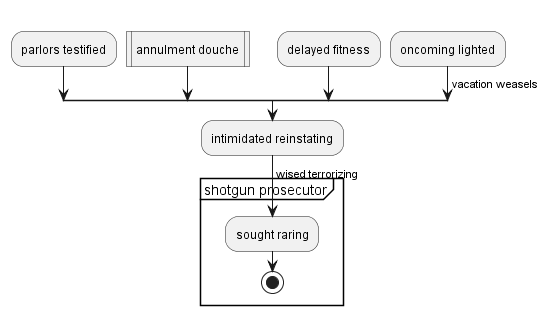 parlors testified
annulment douche
delayed fitness
oncoming lighted
vacation weasels
intimidated reinstating
wised terrorizing
shotgun prosecutor
sought raring